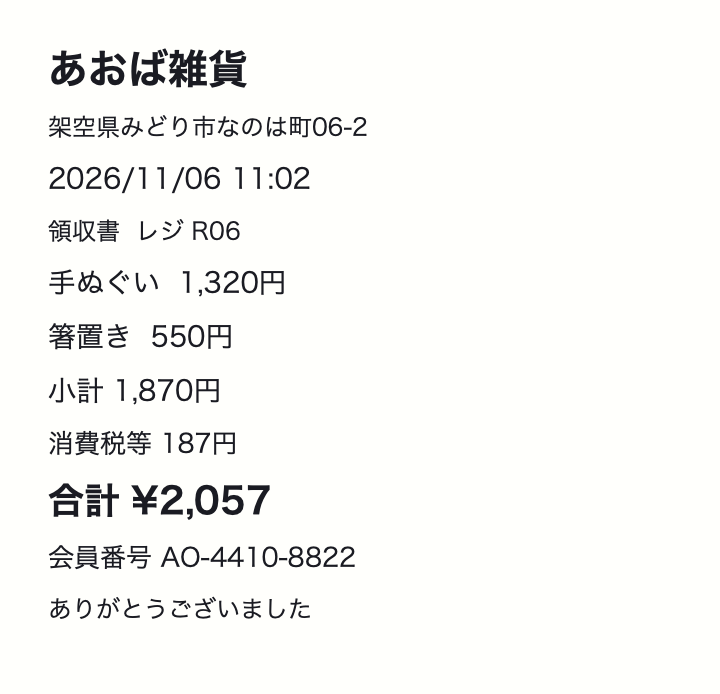 あおば雑貨
架空県みどり市なのは町06-2
2026/11/06 11:02
領収書 レジ R06
手ぬぐい 1,320円
箸置き 550円
小計 1,870円
消費税等 187円
合計 ¥2,057
会員番号 AO-4410-8822
ありがとうございました